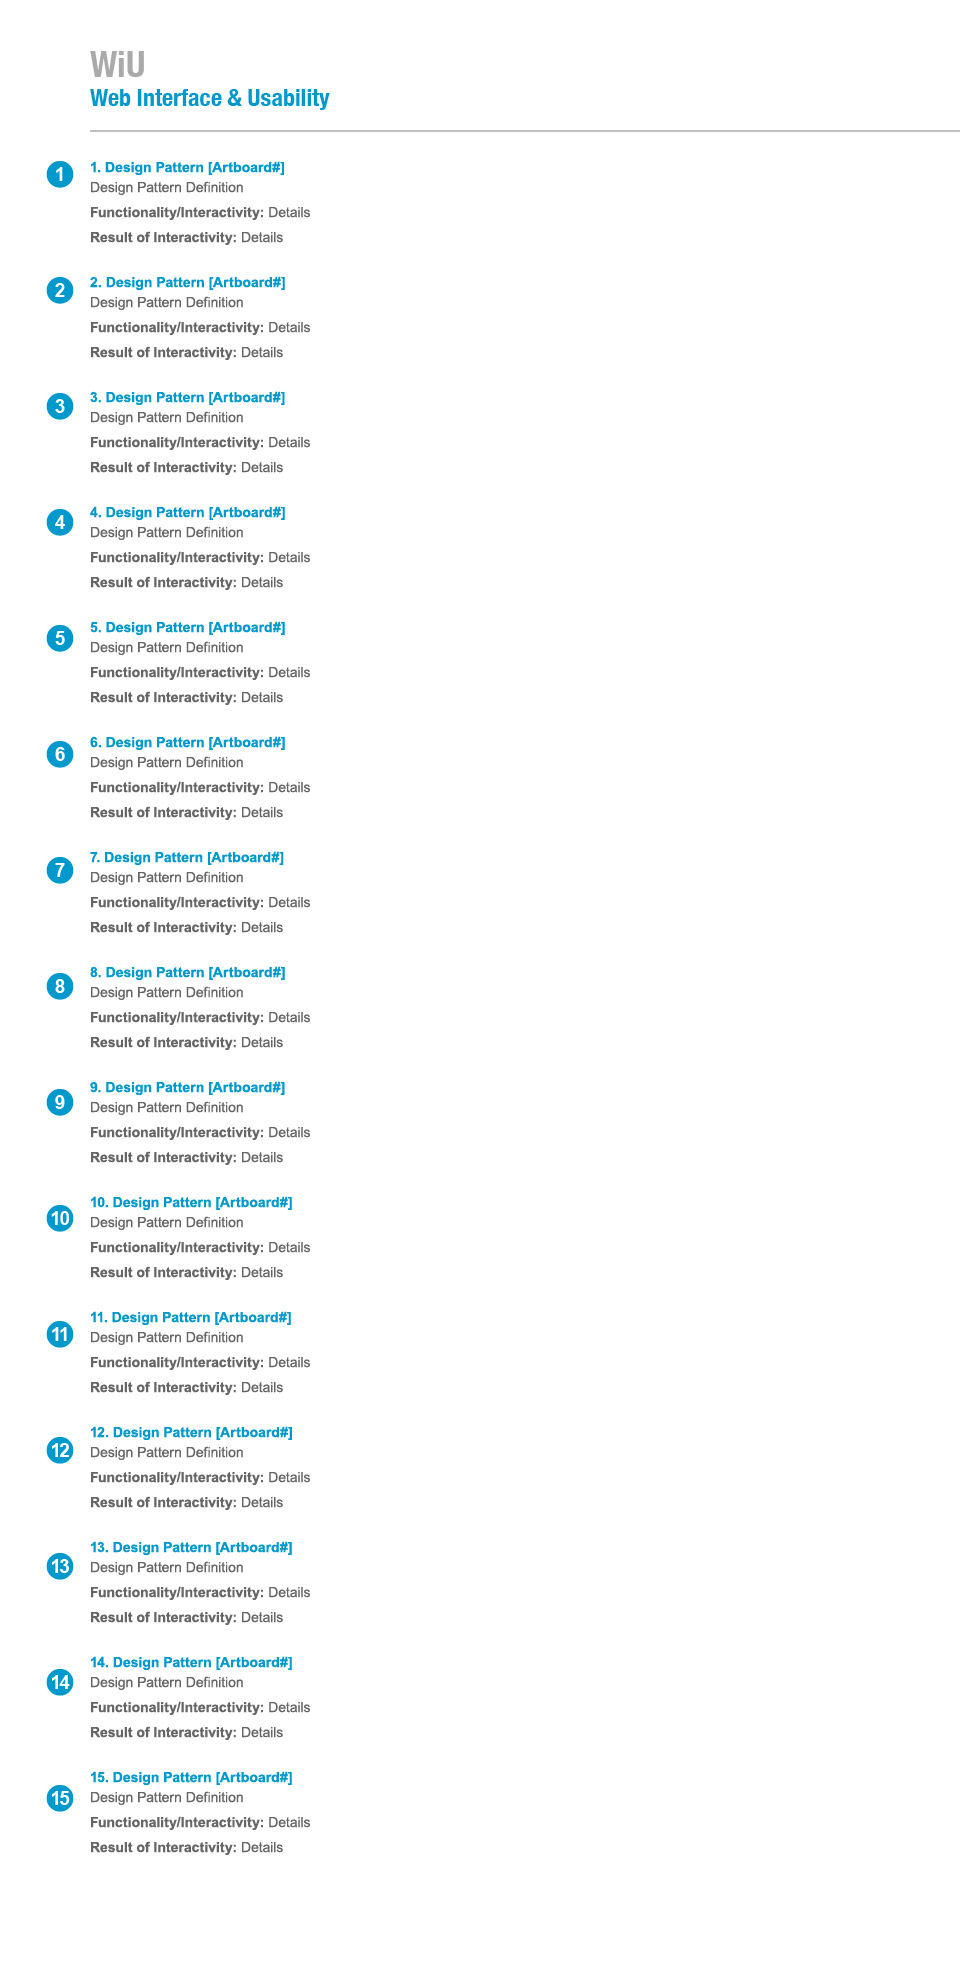 WiU
Web Interface & Usability
1
1. Design Pattern [Artboard#]
Design Pattern Definition
Functionality/Interactivity: Details
Result of Interactivity: Details
2
2. Design Pattern [Artboard#]
Design Pattern Definition
Functionality/Interactivity: Details
Result of Interactivity: Details
3
3. Design Pattern [Artboard#]
Design Pattern Definition
Functionality/Interactivity: Details
Result of Interactivity: Details
4
4. Design Pattern [Artboard#]
Design Pattern Definition
Functionality/Interactivity: Details
Result of Interactivity: Details
5
5. Design Pattern [Artboard#]
Design Pattern Definition
Functionality/Interactivity: Details
Result of Interactivity: Details
6
6. Design Pattern [Artboard#]
Design Pattern Definition
Functionality/Interactivity: Details
Result of Interactivity: Details
7
7. Design Pattern [Artboard#]
Design Pattern Definition
Functionality/Interactivity: Details
Result of Interactivity: Details
8
8. Design Pattern [Artboard#]
Design Pattern Definition
Functionality/Interactivity: Details
Result of Interactivity: Details
9
9. Design Pattern [Artboard#]
Design Pattern Definition
Functionality/Interactivity: Details
Result of Interactivity: Details
10
10. Design Pattern [Artboard#]
Design Pattern Definition
Functionality/Interactivity: Details
Result of Interactivity: Details
11
11. Design Pattern [Artboard#]
Design Pattern Definition
Functionality/Interactivity: Details
Result of Interactivity: Details
12
12. Design Pattern [Artboard#]
Design Pattern Definition
Functionality/Interactivity: Details
Result of Interactivity: Details
13
13. Design Pattern [Artboard#]
Design Pattern Definition
Functionality/Interactivity: Details
Result of Interactivity: Details
14
14. Design Pattern [Artboard#]
Design Pattern Definition
Functionality/Interactivity: Details
Result of Interactivity: Details
15
15. Design Pattern [Artboard#]
Design Pattern Definition
Functionality/Interactivity: Details
Result of Interactivity: Details